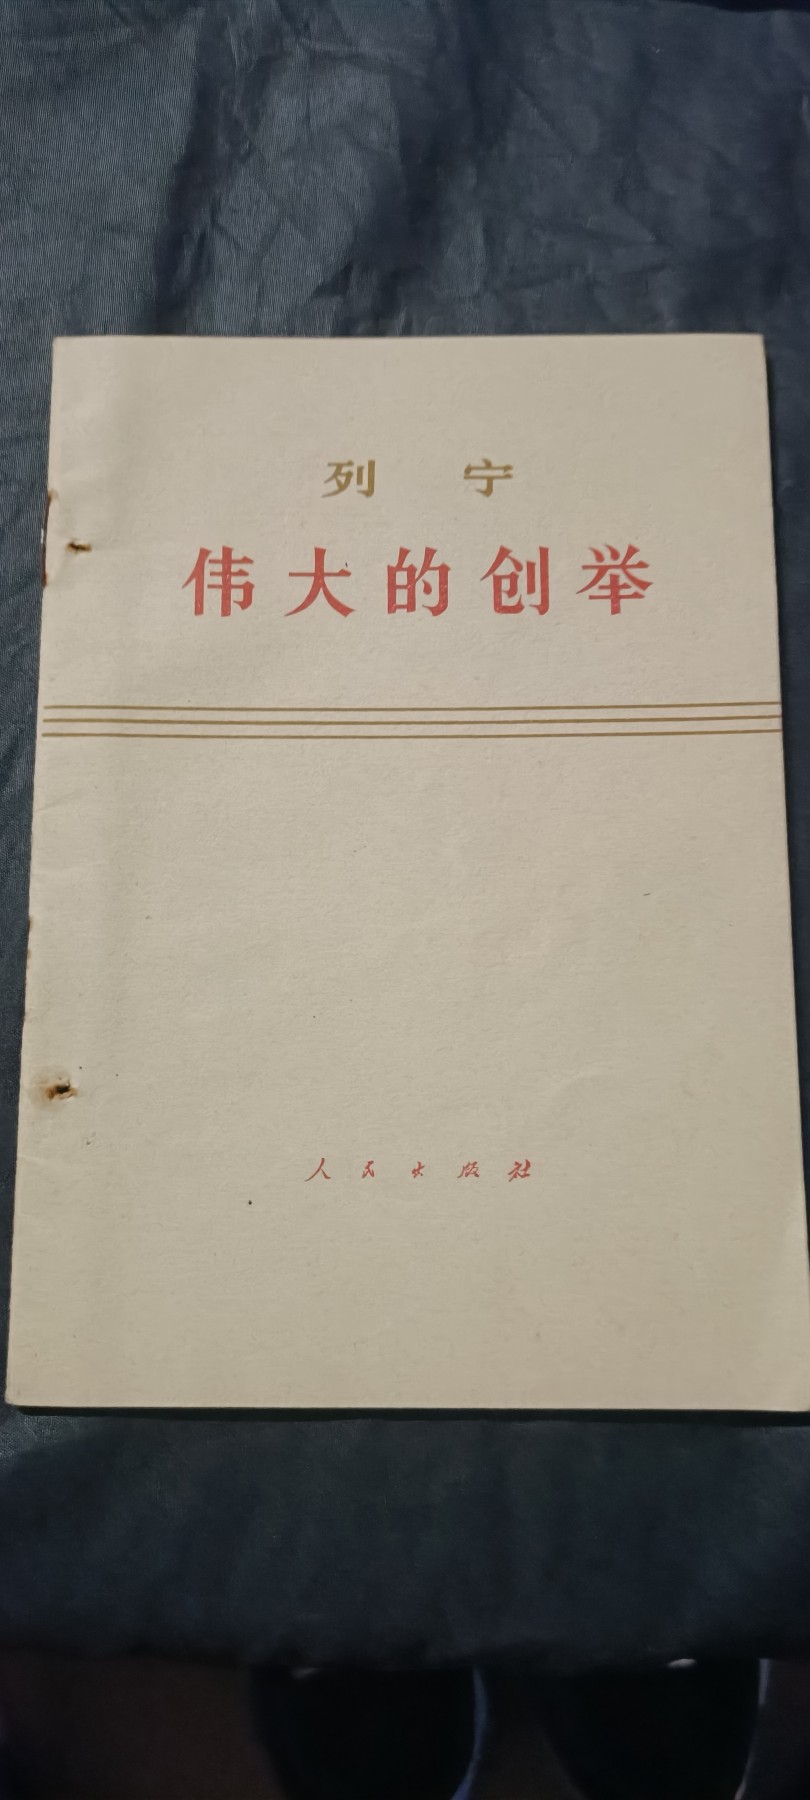 列 宁
伟大的创举
人民出版社